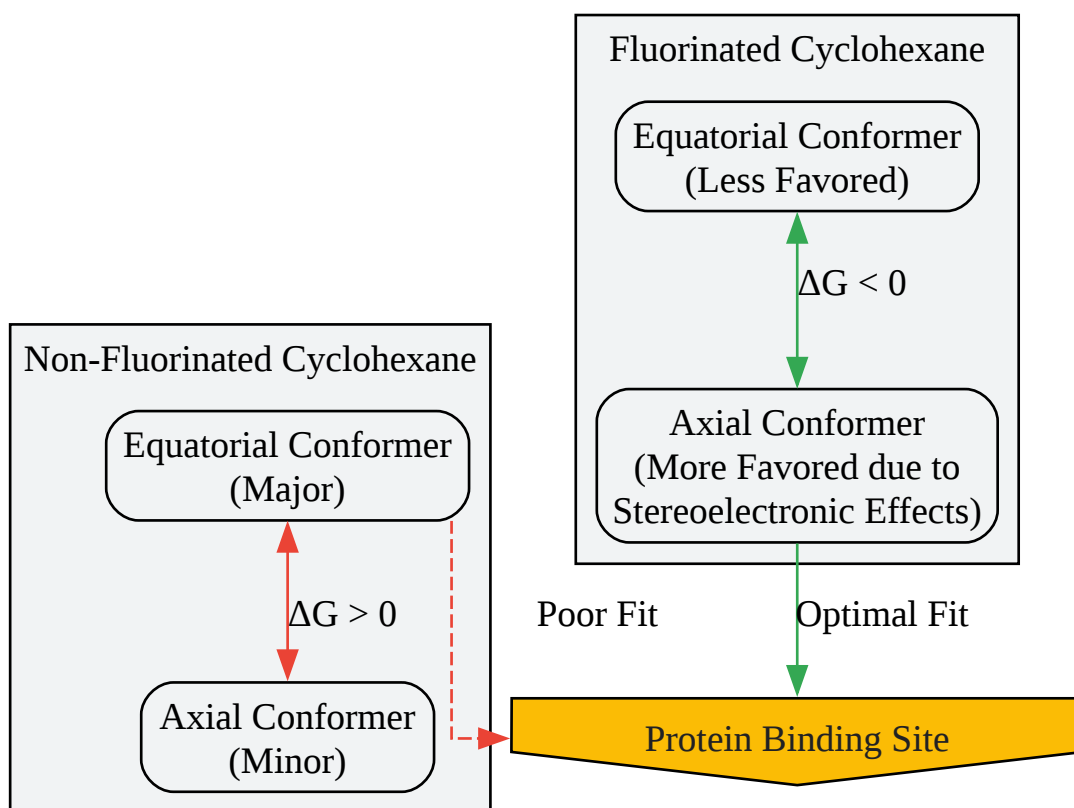 Fluorinated Cyclohexane
Equatorial Conformer
(Less Favored)
ΔG < 0
Axial Conformer
(More Favored due to
Stereoelectronic Effects)
Non-Fluorinated Cyclohexane
Equatorial Conformer
(Major)
ΔG > 0
Axial Conformer
(Minor)
Poor Fit
Optimal Fit
Protein Binding Site